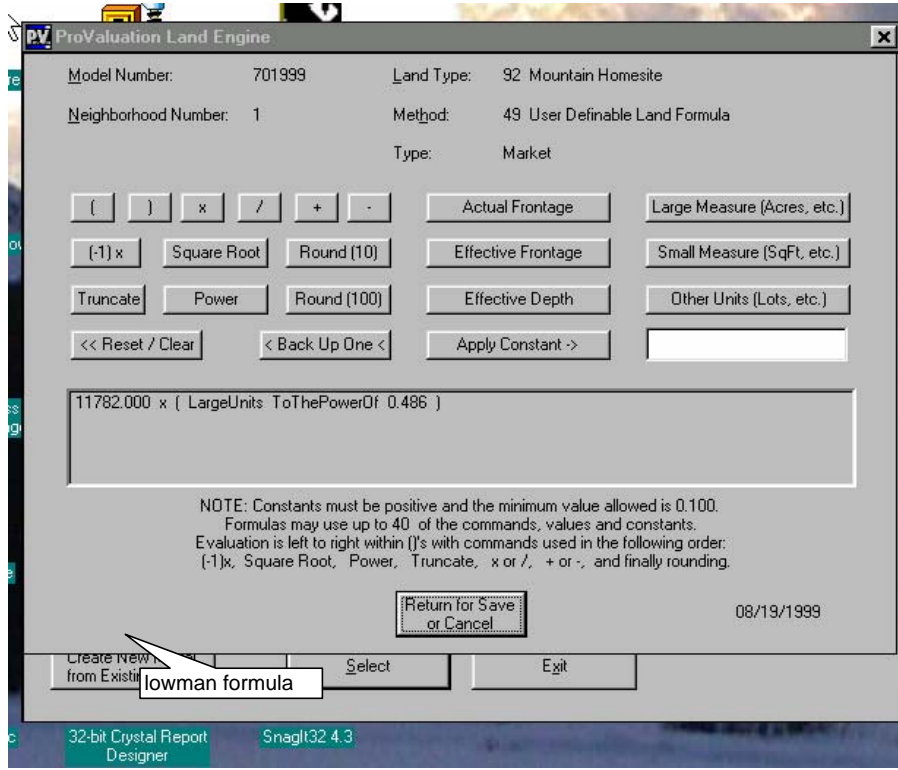 PV ProValuation Land Engine
Model Number: 701999 Land Type: 92 Mountain Homesite
Neighborhood Number: 1 Method: 49 User Definable Land Formula
Type: Market
( ) x / + - Actual Frontage Large Measure (Acres, etc.)
(-1) x Square Root Round (10) Effective Frontage Small Measure (SqFt, etc.)
Truncate Power Round (100) Effective Depth Other Units (Lots, etc.)
<< Reset / Clear < Back Up One < Apply Constant ->
11782.000 x ( LargeUnits ToThePowerOf 0.486 )
NOTE: Constants must be positive and the minimum value allowed is 0.100.
Formulas may use up to 40 of the commands, values and constants.
Evaluation is left to right within ()'s with commands used in the following order:
(-1)x, Square Root, Power, Truncate, x or /, + or -, and finally rounding.
Return for Save
or Cancel
08/19/1999
Create New
from Existin
Select Exit
lowman formula
32-bit Crystal Report
Designer
SnagIt32 4.3